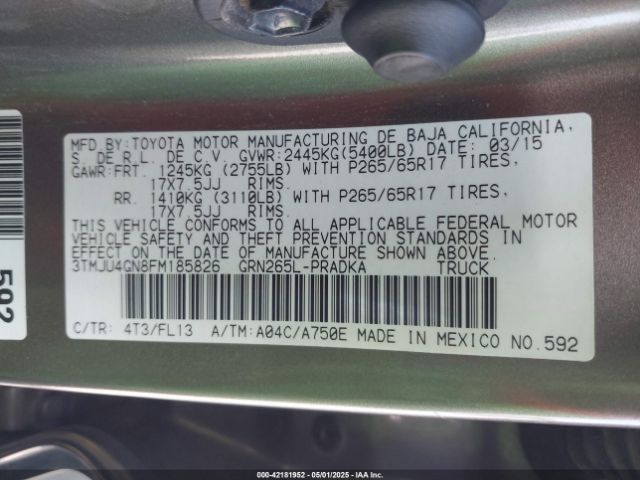 MFD.BY:TOYOTA MOTOR MANUFACTURING DE BAJA CALIFORNIA,
S. DE R.L. DE C.V. GVWR:2445KG(5400LB) DATE: 03/15
GAWR:FRT. 1245KG (2755LB) WITH P265/65R17 TIRES,
17X7.5JJ RIMS.
RR. 1410KG (3110LB) WITH P265/65R17 TIRES,
17X7.5JJ RIMS.
THIS VEHICLE CONFORMS TO ALL APPLICABLE FEDERAL MOTOR
VEHICLE SAFETY AND THEFT PREVENTION STANDARDS IN
EFFECT ON THE DATE OF MANUFACTURE SHOWN ABOVE.
3TMJU4GN8FM185826 GRN265L-PRADKA TRUCK
C/TR: 4T3/FL13 A/TM:A04C/A750E MADE IN MEXICO NO.592
592
000-42181952 05/01/2025 IAAI